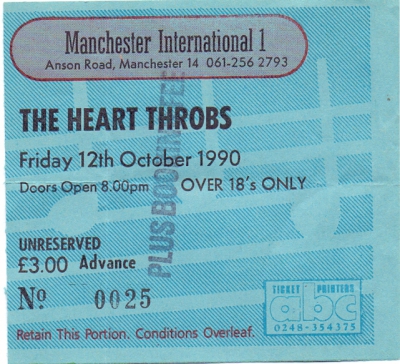 Manchester International 1
Anson Road, Manchester 14 061-256 2793
THE HEART THROBS
Friday 12th October 1990
Doors Open 8.00pm OVER 18's ONLY
PLUS BOOKING FEE
UNRESERVED
£3.00 Advance
Nº 0025
TICKET PRINTERS
abc
0248-354375
Retain This Portion. Conditions Overleaf.